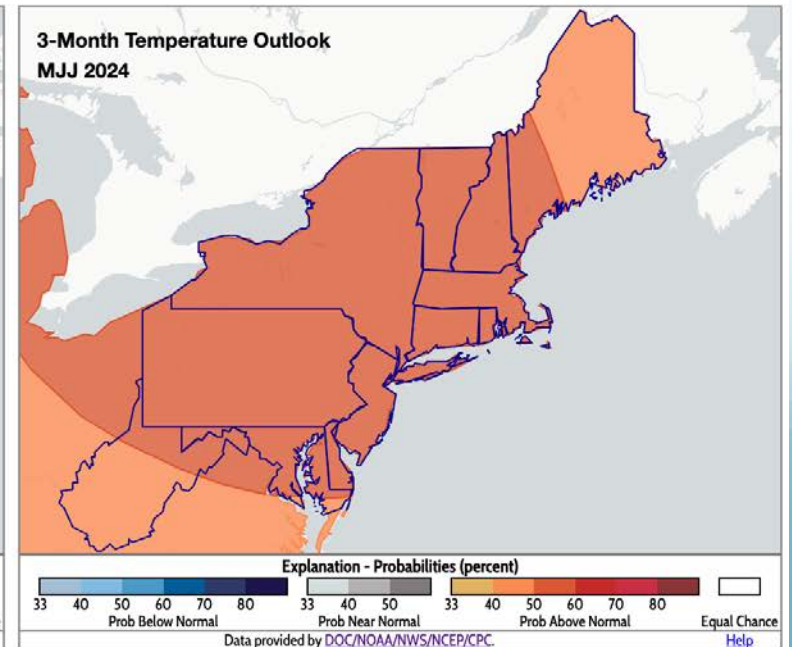 3-Month Temperature Outlook
MJJ 2024
Explanation - Probabilities (percent)
33 40 50 60 70 80 33 40 50 33 40 50 60 70 80
Prob Below Normal Prob Near Normal Prob Above Normal Equal Chance
Data provided by DOC/NOAA/NWS/NCEP/CPC. Help